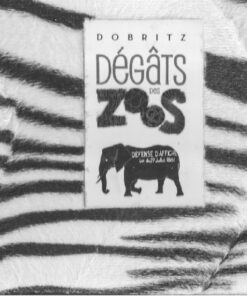 DOBRITZ
DÉGÂTS
DES
ZOOS
DÉFENSE D'AFFICHER